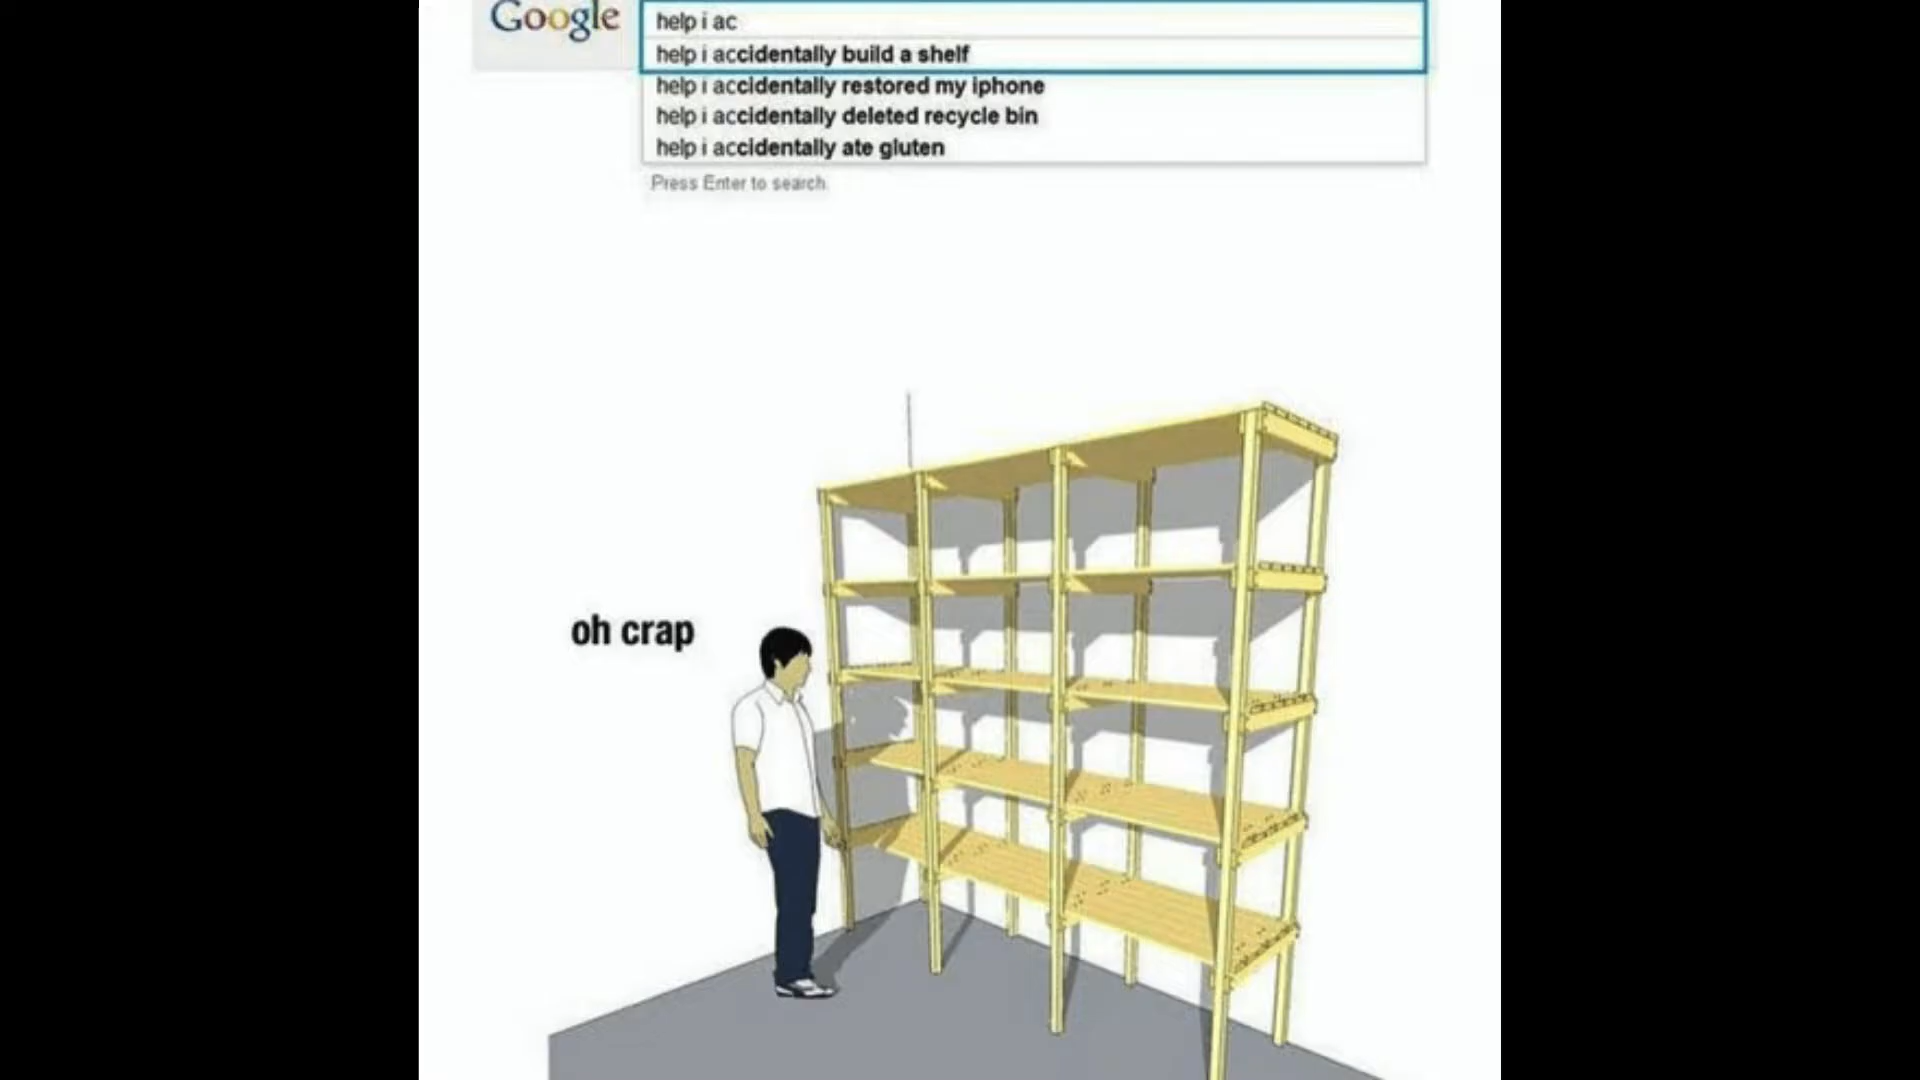 Google
help i ac
help i accidentally build a shelf
help i accidentally restored my iphone
help i accidentally deleted recycle bin
help i accidentally ate gluten
Press Enter to search.
oh crap